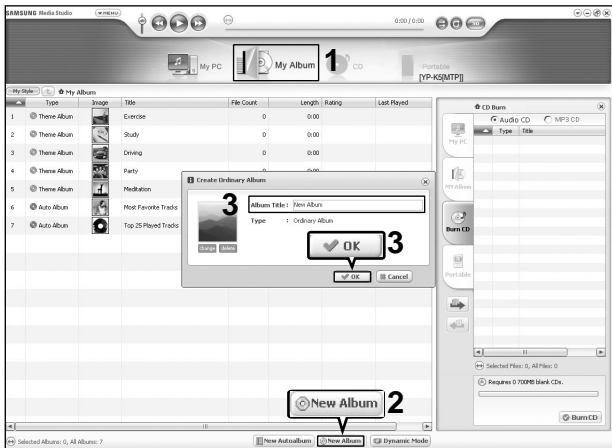 SAMSUNG Media Studio
MENU
0:00 / 0:00
3D
My PC
My Album
1
CD
Portable
[YP-K5[MTP]]
My Style
My Album
Type Image Title File Count Length Rating Last Played
1 Theme Album Exercise 0 0:00
2 Theme Album Study 0 0:00
3 Theme Album Driving 0 0:00
4 Theme Album Party 0 0:00
5 Theme Album Meditation
6 Auto Album Most Favorite Tracks
7 Auto Album Top 25 Played Tracks
Create Ordinary Album
3
Album Title : New Album
Type : Ordinary Album
change delete
OK
3
OK Cancel
CD Burn
Audio CD MP3 CD
Type Title
My PC
MY Album
Burn CD
Portable
Selected Files: 0, All Files: 0
Requires 0 700MB blank CDs.
Burn CD
New Album
2
Selected Albums: 0, All Albums: 7
New Autoalbum
New Album
Dynamic Mode